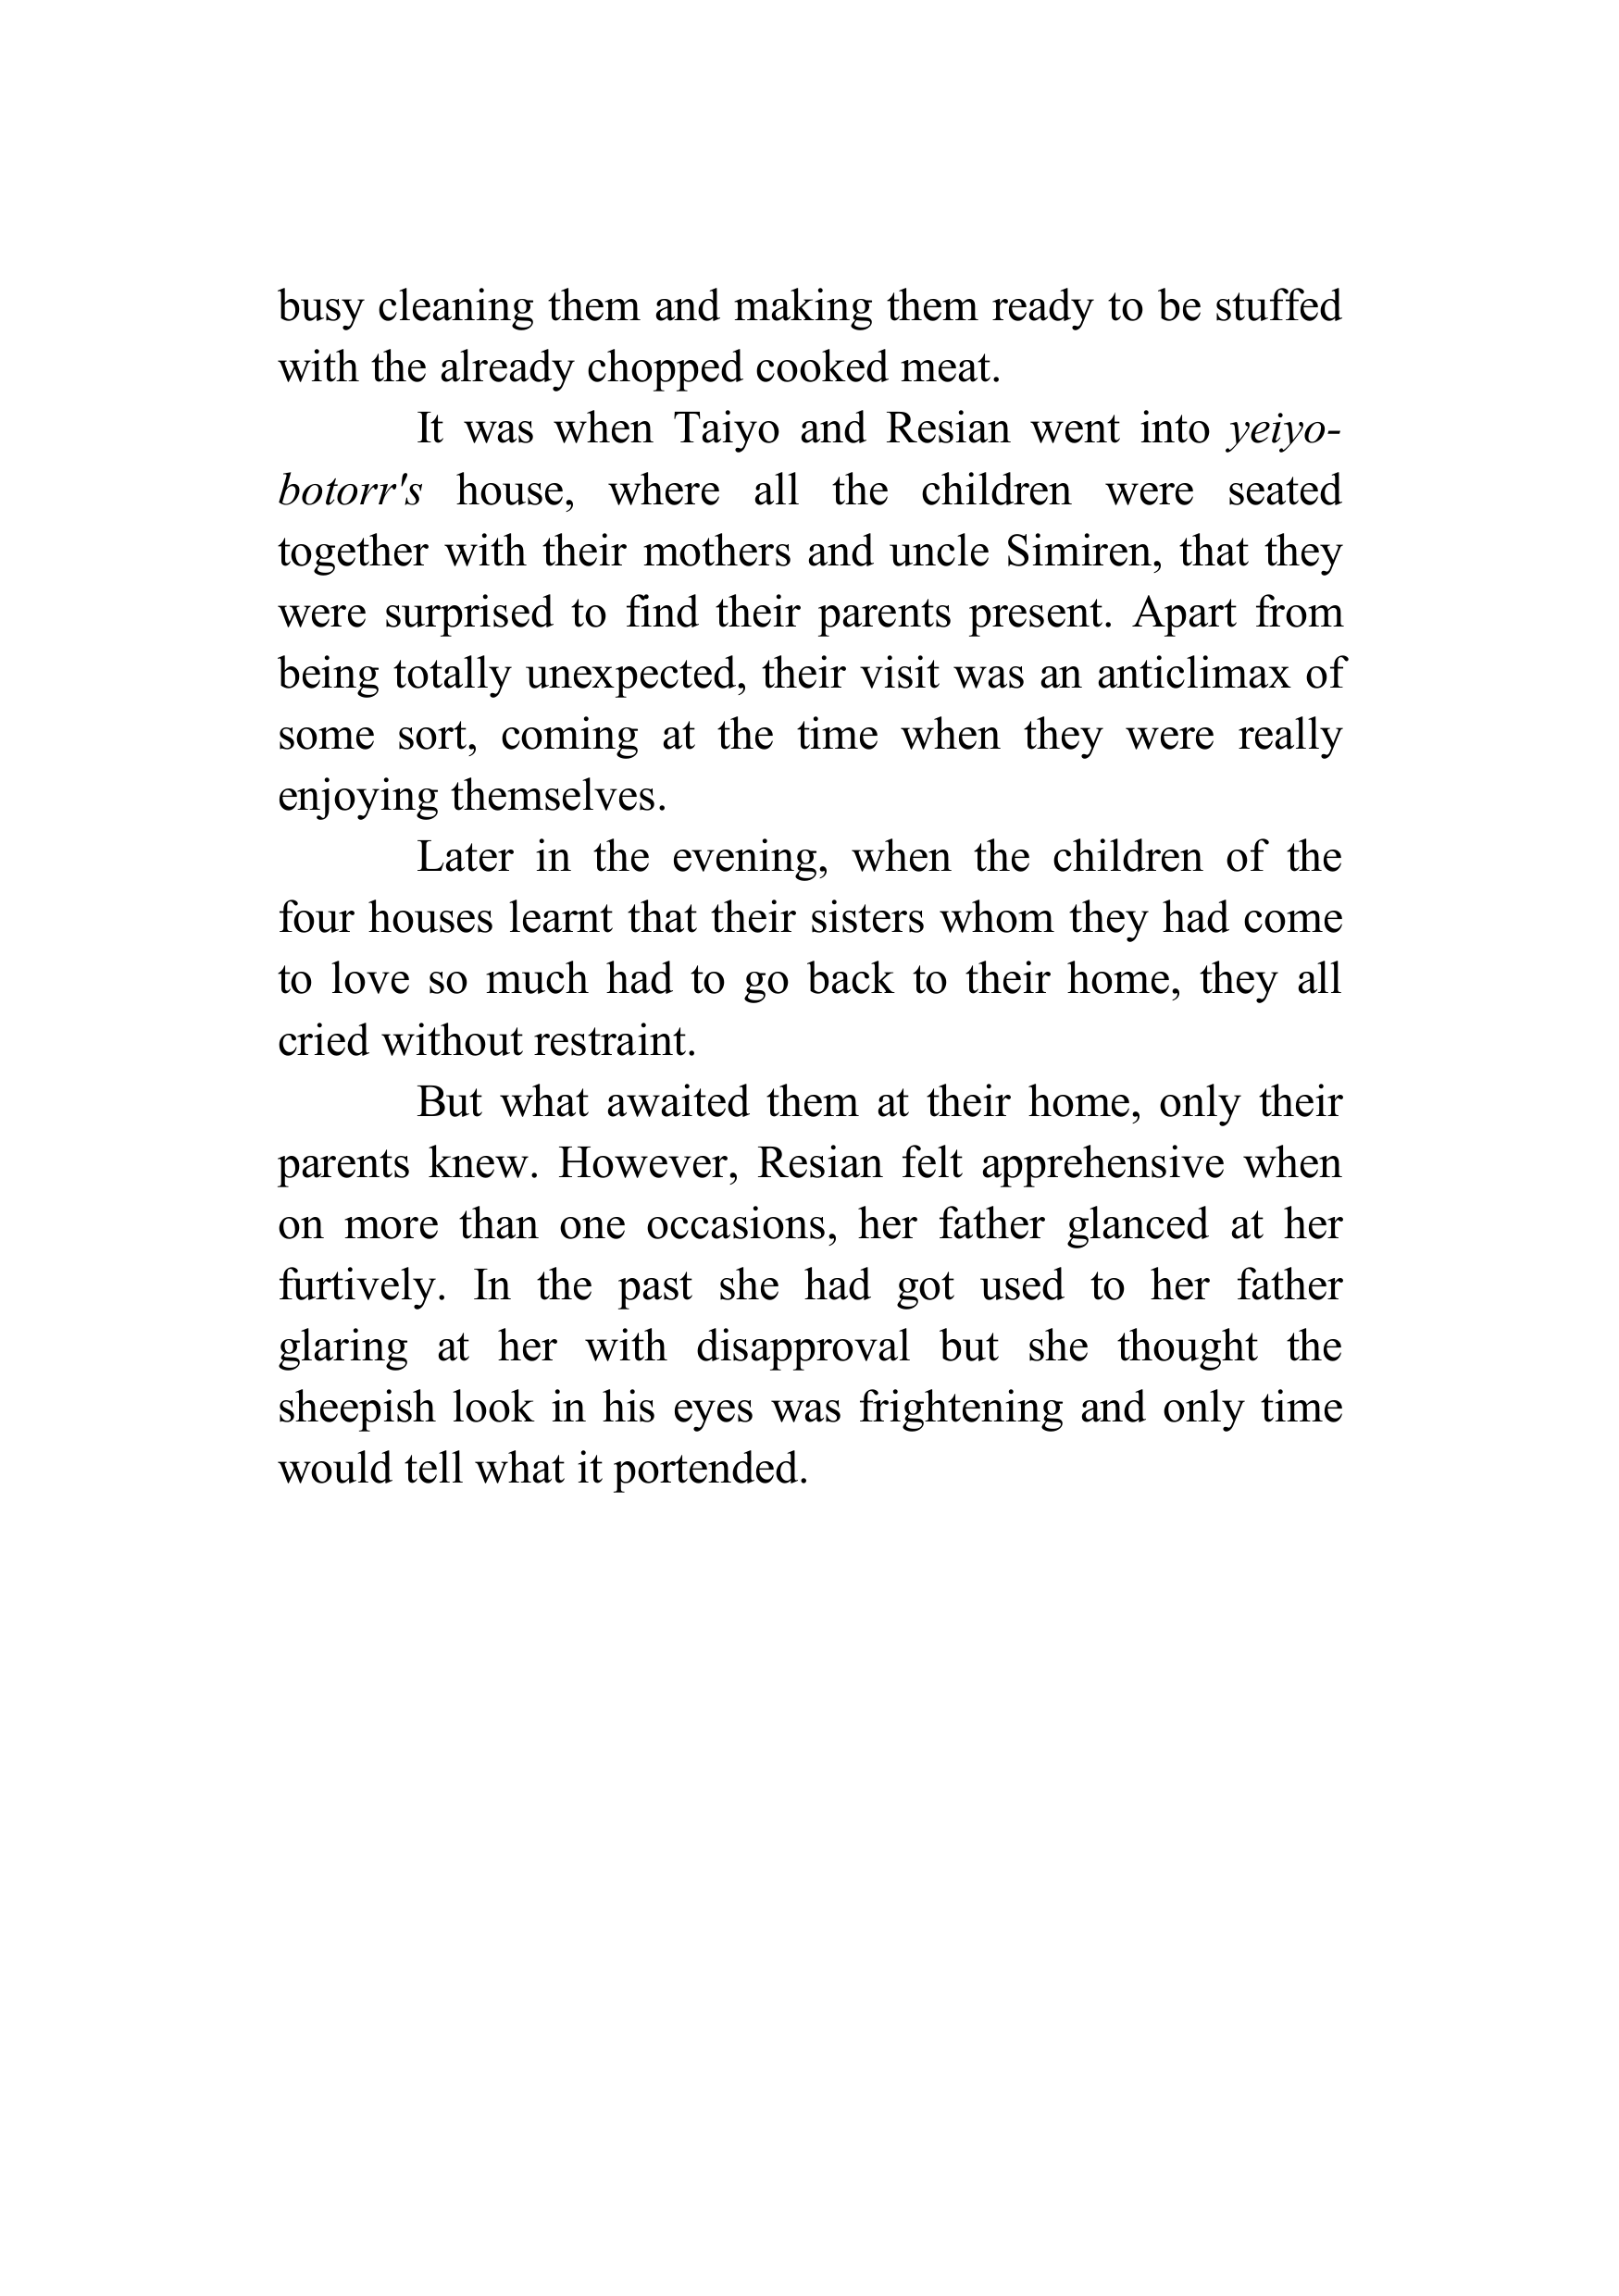 busy cleaning them and making them ready to be stuffed
with the already chopped cooked meat.
It was when Taiyo and Resian went into yeiyo-
botorr's house, where all the children were seated
together with their mothers and uncle Simiren, that they
were surprised to find their parents present. Apart from
being totally unexpected, their visit was an anticlimax of
some sort, coming at the time when they were really
enjoying themselves.
Later in the evening, when the children of the
four houses learnt that their sisters whom they had come
to love so much had to go back to their home, they all
cried without restraint.
But what awaited them at their home, only their
parents knew. However, Resian felt apprehensive when
on more than one occasions, her father glanced at her
furtively. In the past she had got used to her father
glaring at her with disapproval but she thought the
sheepish look in his eyes was frightening and only time
would tell what it portended.